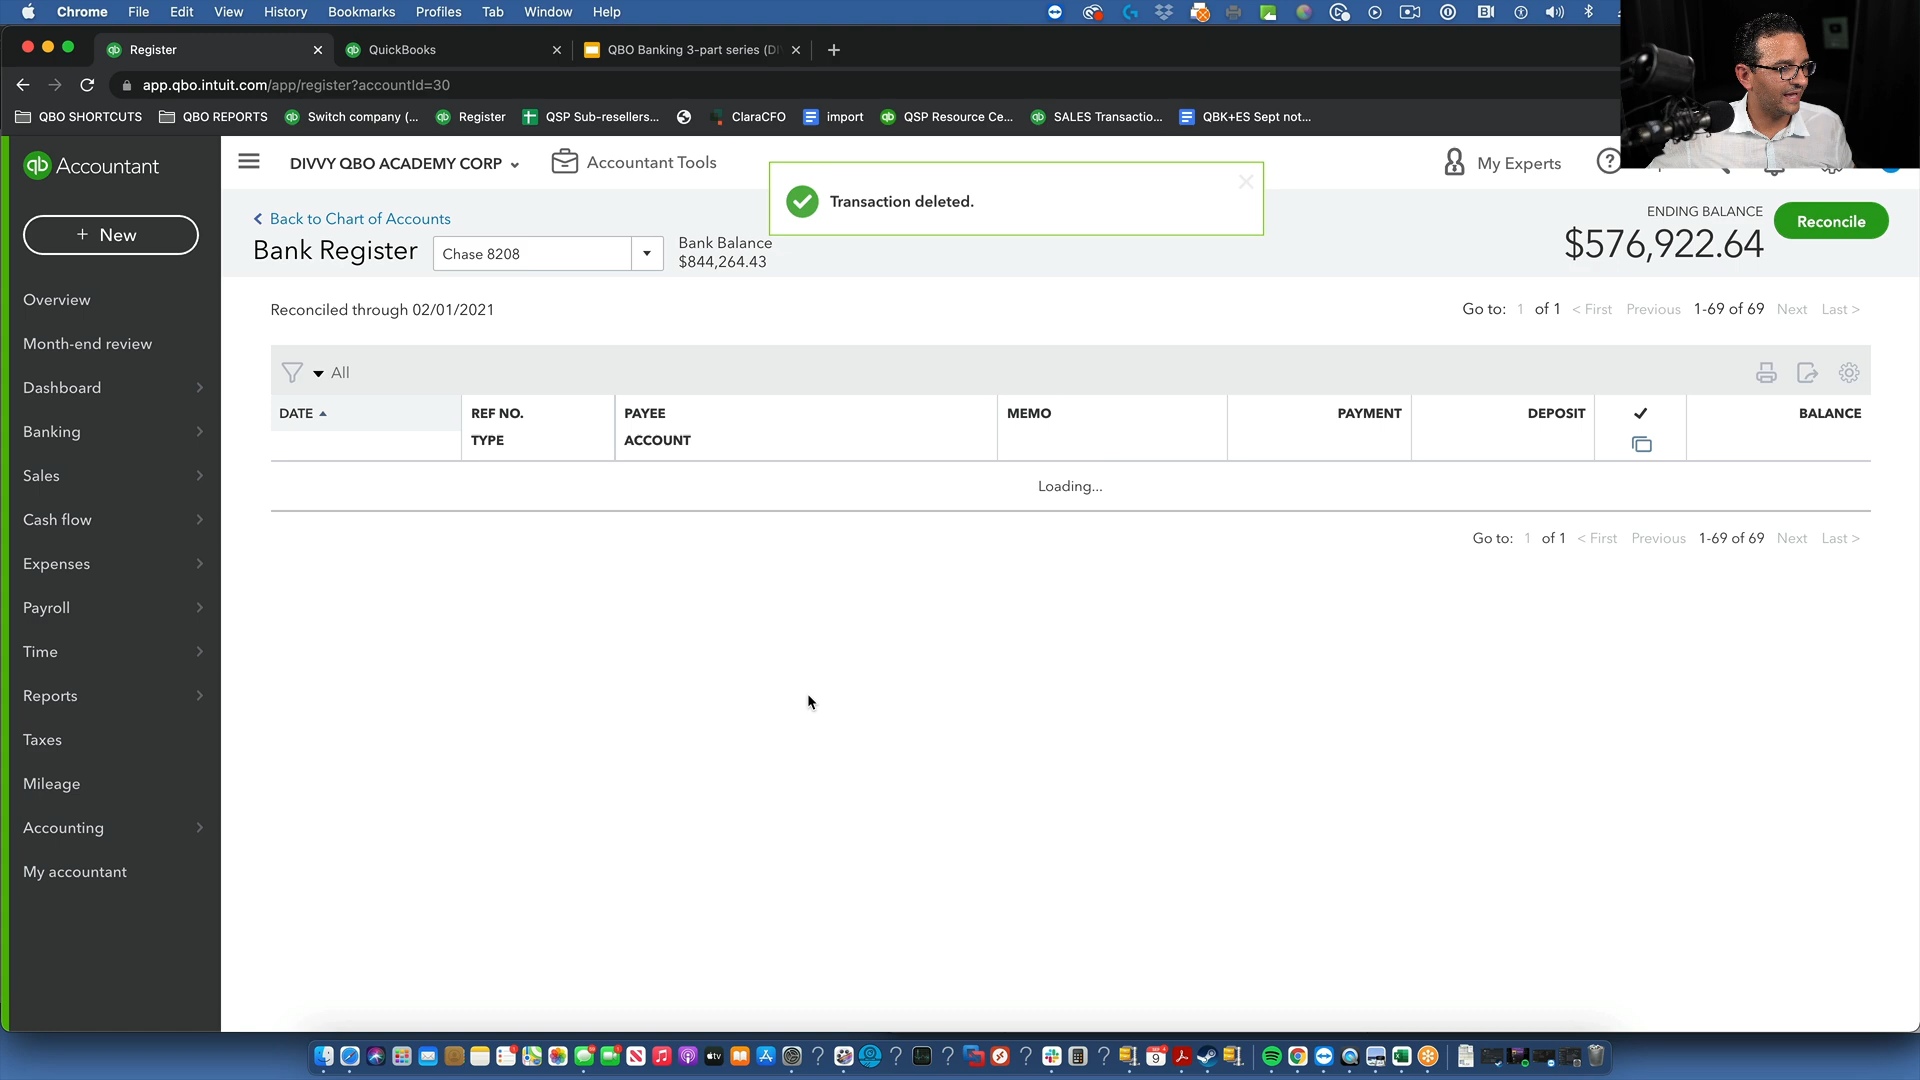 Chrome File Edit View History Bookmarks Profiles Tab Window Help
Register QuickBooks QBO Banking 3-part series (DI
app.qbo.intuit.com/app/register?accountId=30
QBO SHORTCUTS QBO REPORTS Switch company (... Register QSP Sub-resellers... ClaraCFO import QSP Resource Ce... SALES Transactio... QBK+ES Sept not...
qb Accountant
DIVVY QBO ACADEMY CORP Accountant Tools My Experts
Transaction deleted.
+ New
Overview
Month-end review
Dashboard
Banking
Sales
Cash flow
Expenses
Payroll
Time
Reports
Taxes
Mileage
Accounting
My accountant
Back to Chart of Accounts
Bank Register Chase 8208
Bank Balance
$844,264.43
ENDING BALANCE
$576,922.64
Reconcile
Reconciled through 02/01/2021
Go to: 1 of 1 < First Previous 1-69 of 69 Next Last >
All
DATE REF NO. PAYEE MEMO PAYMENT DEPOSIT BALANCE
TYPE ACCOUNT
Loading...
Go to: 1 of 1 < First Previous 1-69 of 69 Next Last >